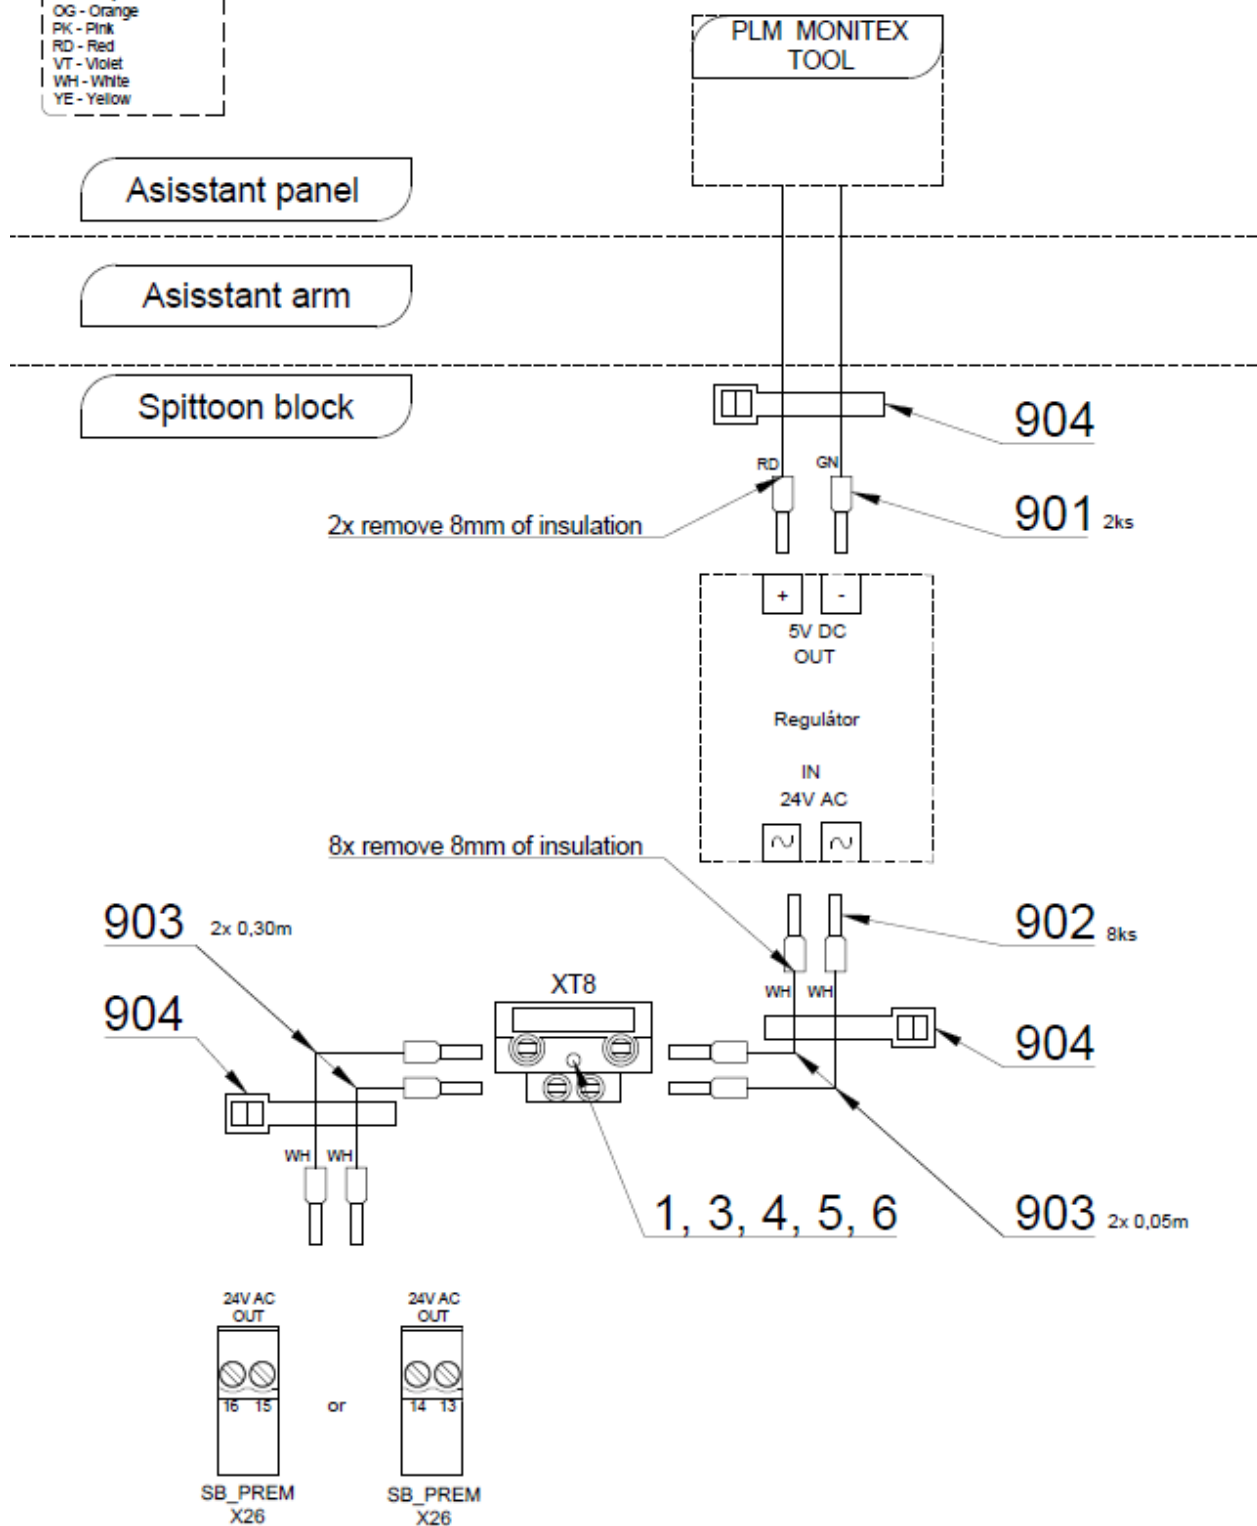 OG - Orange
PK - Pink
RD - Red
VT - Violet
WH - White
YE - Yellow
PLM MONITEX
TOOL
Asisstant panel
Asisstant arm
Spittoon block
904
RD
GN
2x remove 8mm of insulation
901 2ks
+
-
5V DC
OUT
Regulátor
IN
24V AC
8x remove 8mm of insulation
903 2x 0,30m
902 8ks
XT8
WH
WH
904
904
WH
WH
1, 3, 4, 5, 6
903 2x 0,05m
24V AC
OUT
24V AC
OUT
16 15
or
14 13
SB_PREM
X26
SB_PREM
X26